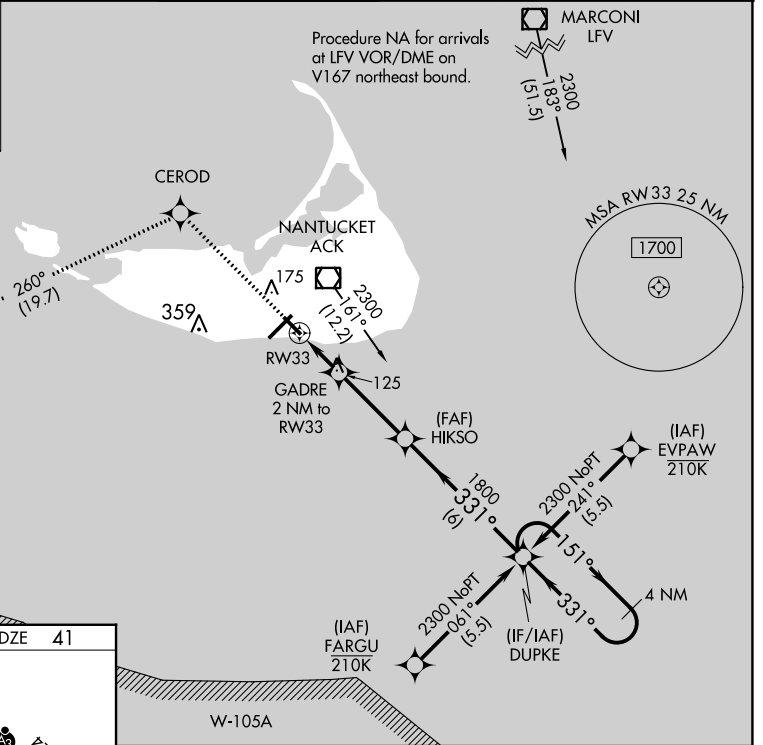 Procedure NA for arrivals
at LFV VOR/DME on
V167 northeast bound.
MARCONI
LFV
2300
183°
(51.5)
CEROD
NANTUCKET
ACK
MSA RW33 25 NM
1700
260°
(19.7)
175
359
2300
161°
(12.2)
RW33
125
GADRE
2 NM to
RW33
(FAF)
HIKSO
(IAF)
EVPAW
210K
1800
331°
(6)
2300 NoPT
241°
(5.5)
151°
331°
4 NM
2300 NoPT
061°
(5.5)
(IAF)
FARGU
210K
(IF/IAF)
DUPKE
DZE 41
W-105A